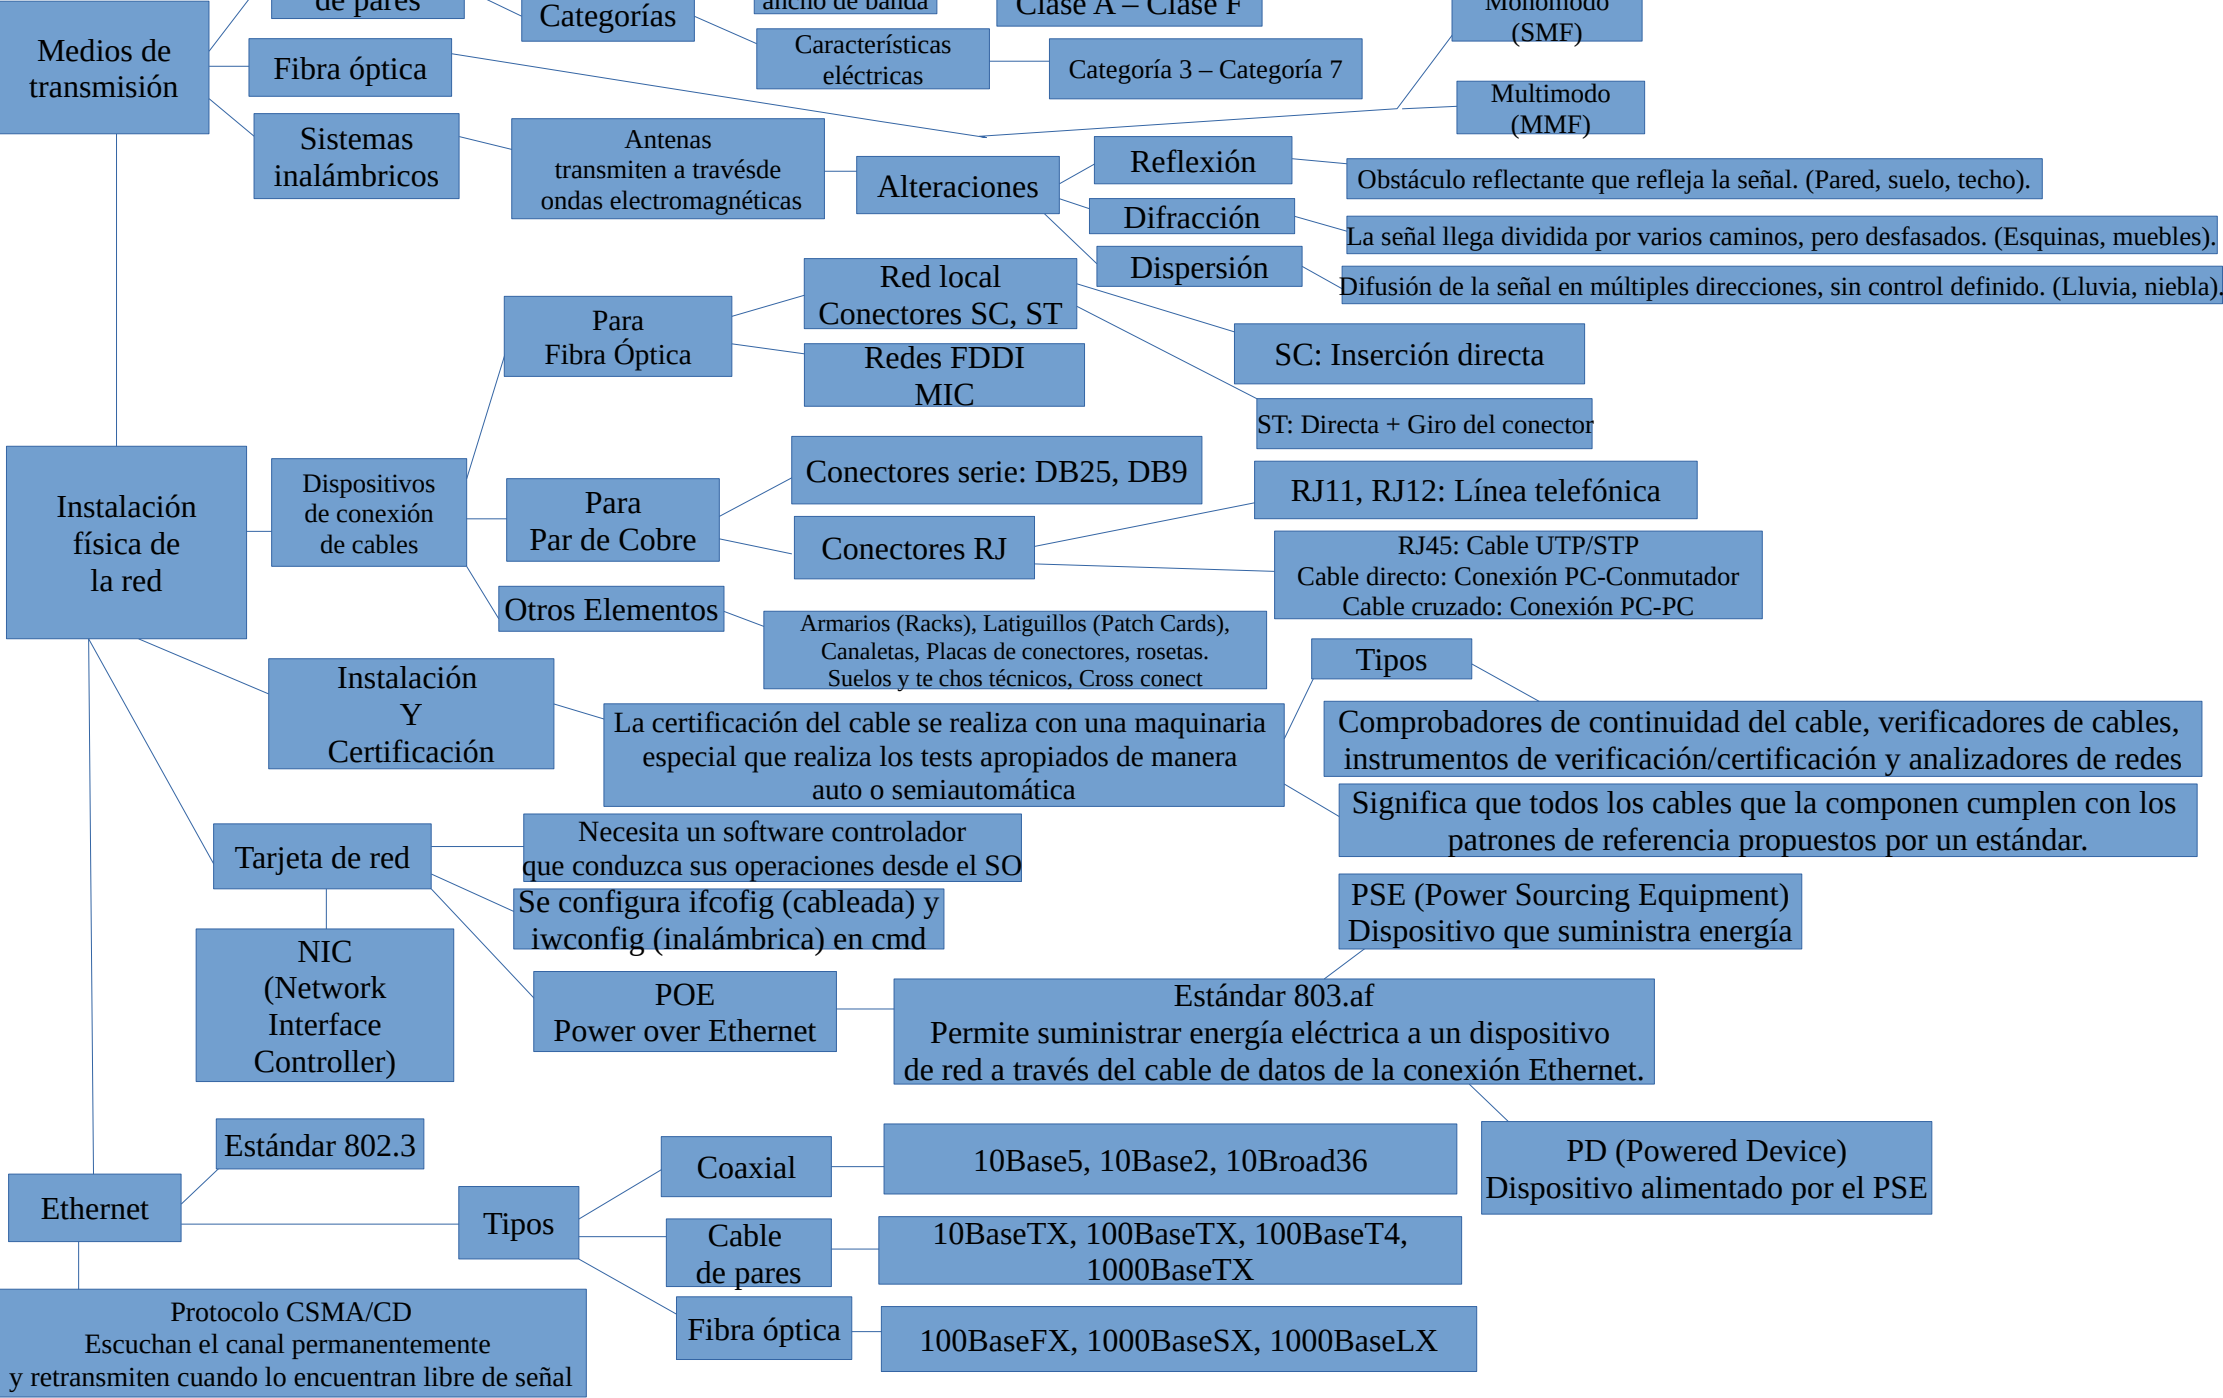 de pares
Categorías
ancho de banda
Clase A – Clase F
Monomodo
(SMF)
Medios de
transmisión
Fibra óptica
Características
eléctricas
Categoría 3 – Categoría 7
Multimodo
(MMF)
Sistemas
inalámbricos
Antenas
transmiten a travésde
ondas electromagnéticas
Alteraciones
Reflexión
Obstáculo reflectante que refleja la señal. (Pared, suelo, techo).
Difracción
La señal llega dividida por varios caminos, pero desfasados. (Esquinas, muebles).
Dispersión
Difusión de la señal en múltiples direcciones, sin control definido. (Lluvia, niebla).
Para
Fibra Óptica
Red local
Conectores SC, ST
Redes FDDI
MIC
SC: Inserción directa
ST: Directa + Giro del conector
Instalación
física de
la red
Dispositivos
de conexión
de cables
Para
Par de Cobre
Conectores serie: DB25, DB9
Conectores RJ
RJ11, RJ12: Línea telefónica
RJ45: Cable UTP/STP
Cable directo: Conexión PC-Conmutador
Cable cruzado: Conexión PC-PC
Otros Elementos
Armarios (Racks), Latiguillos (Patch Cards),
Canaletas, Placas de conectores, rosetas.
Suelos y te chos técnicos, Cross conect
Instalación
Y
Certificación
La certificación del cable se realiza con una maquinaria
especial que realiza los tests apropiados de manera
auto o semiautomática
Tipos
Comprobadores de continuidad del cable, verificadores de cables,
instrumentos de verificación/certificación y analizadores de redes
Significa que todos los cables que la componen cumplen con los
patrones de referencia propuestos por un estándar.
Tarjeta de red
Necesita un software controlador
que conduzca sus operaciones desde el SO
Se configura ifcofig (cableada) y
iwconfig (inalámbrica) en cmd
NIC
(Network
Interface
Controller)
POE
Power over Ethernet
PSE (Power Sourcing Equipment)
Dispositivo que suministra energía
Estándar 803.af
Permite suministrar energía eléctrica a un dispositivo
de red a través del cable de datos de la conexión Ethernet.
PD (Powered Device)
Dispositivo alimentado por el PSE
Estándar 802.3
Ethernet
Tipos
Coaxial
10Base5, 10Base2, 10Broad36
Cable
de pares
10BaseTX, 100BaseTX, 100BaseT4,
1000BaseTX
Fibra óptica
100BaseFX, 1000BaseSX, 1000BaseLX
Protocolo CSMA/CD
Escuchan el canal permanentemente
y retransmiten cuando lo encuentran libre de señal